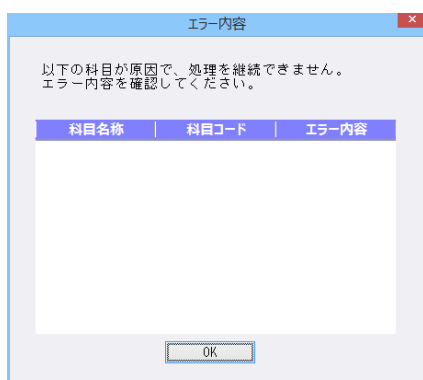 エラー内容
以下の科目が原因で、処理を継続できません。
エラー内容を確認してください。
科目名称 科目コード エラー内容
OK